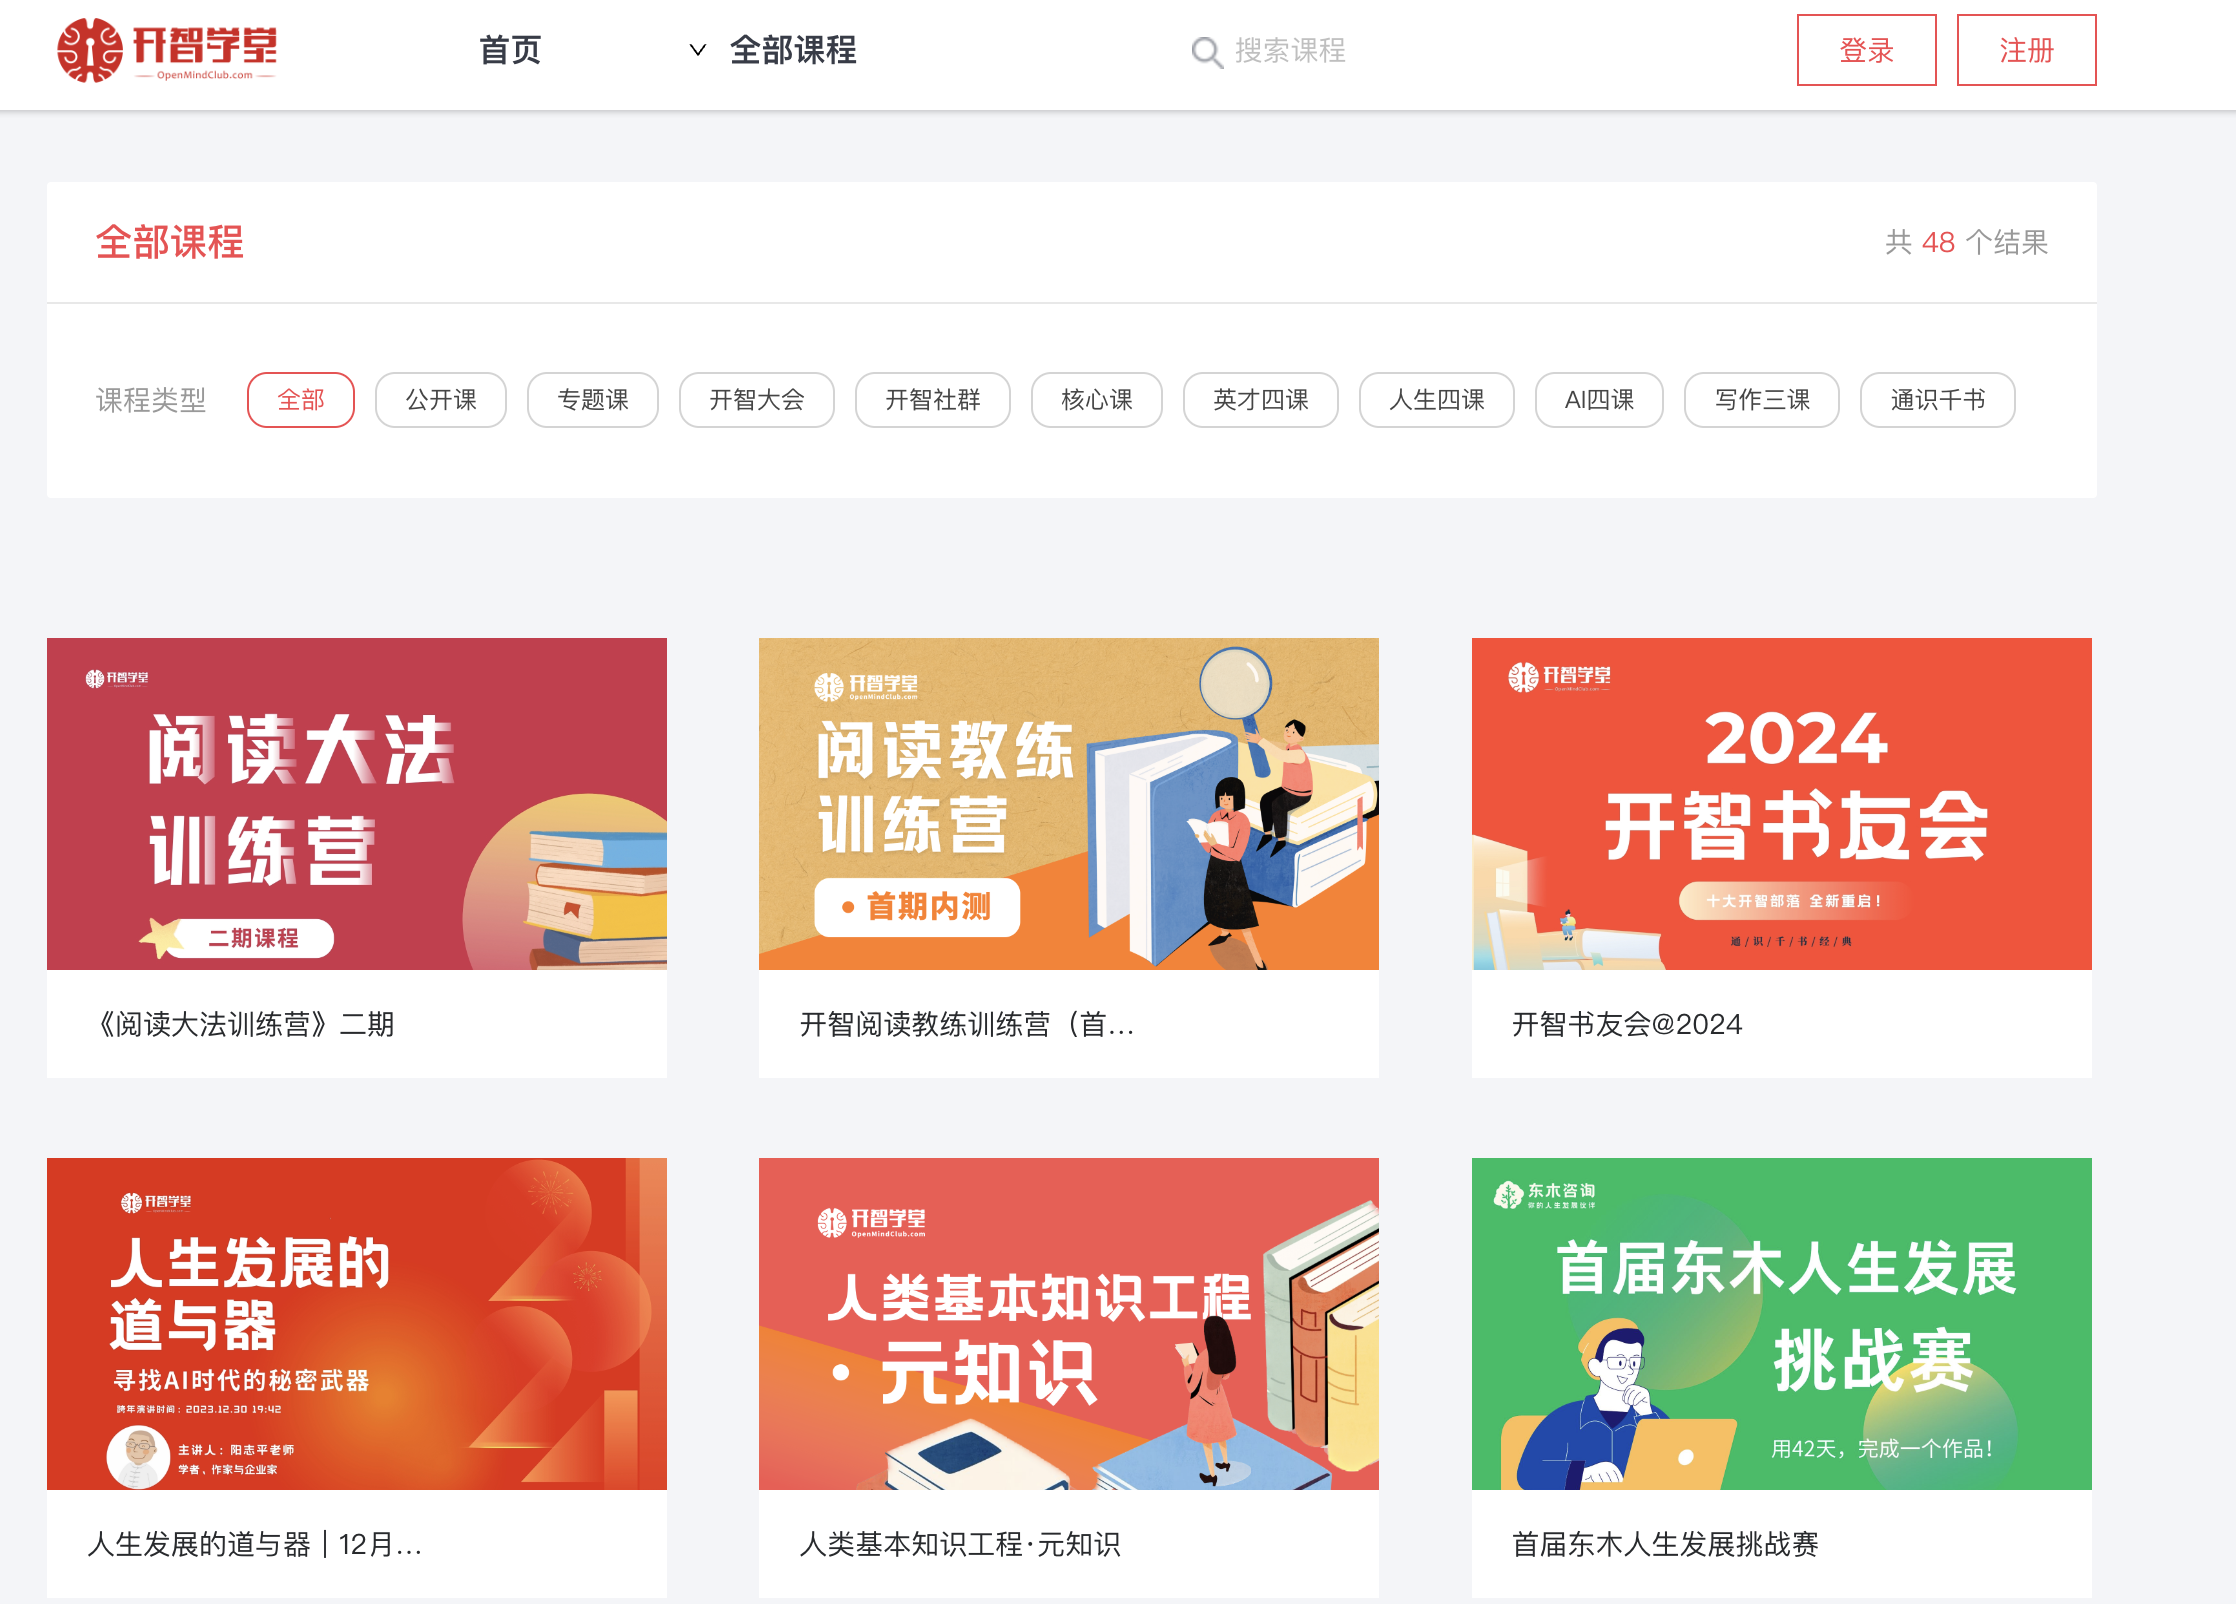 开智学堂
OpenMindClub.com
首页
全部课程
搜索课程
登录
注册
全部课程
共 48 个结果
课程类型
全部
公开课
专题课
开智大会
开智社群
核心课
英才四课
人生四课
AI四课
写作三课
通识千书
开智学堂
阅读大法
训练营
二期课程
《阅读大法训练营》二期
开智学堂
OpenMindClub.com
阅读教练
训练营
首期内测
开智阅读教练训练营（首...
开智学堂
OpenMindClub.com
2024
开智书友会
十大开智部落 全新重启！
通/识/千/书/经/典
开智书友会@2024
开智学堂
人生发展的
道与器
寻找AI时代的秘密武器
跨年演讲时间：2023.12.30 19:42
主讲人：阳志平老师
学者、作家与企业家
人生发展的道与器｜12月...
开智学堂
OpenMindClub.com
人类基本知识工程
·元知识
人类基本知识工程·元知识
东木咨询
你的人生发展伙伴
首届东木人生发展
挑战赛
用42天，完成一个作品！
首届东木人生发展挑战赛